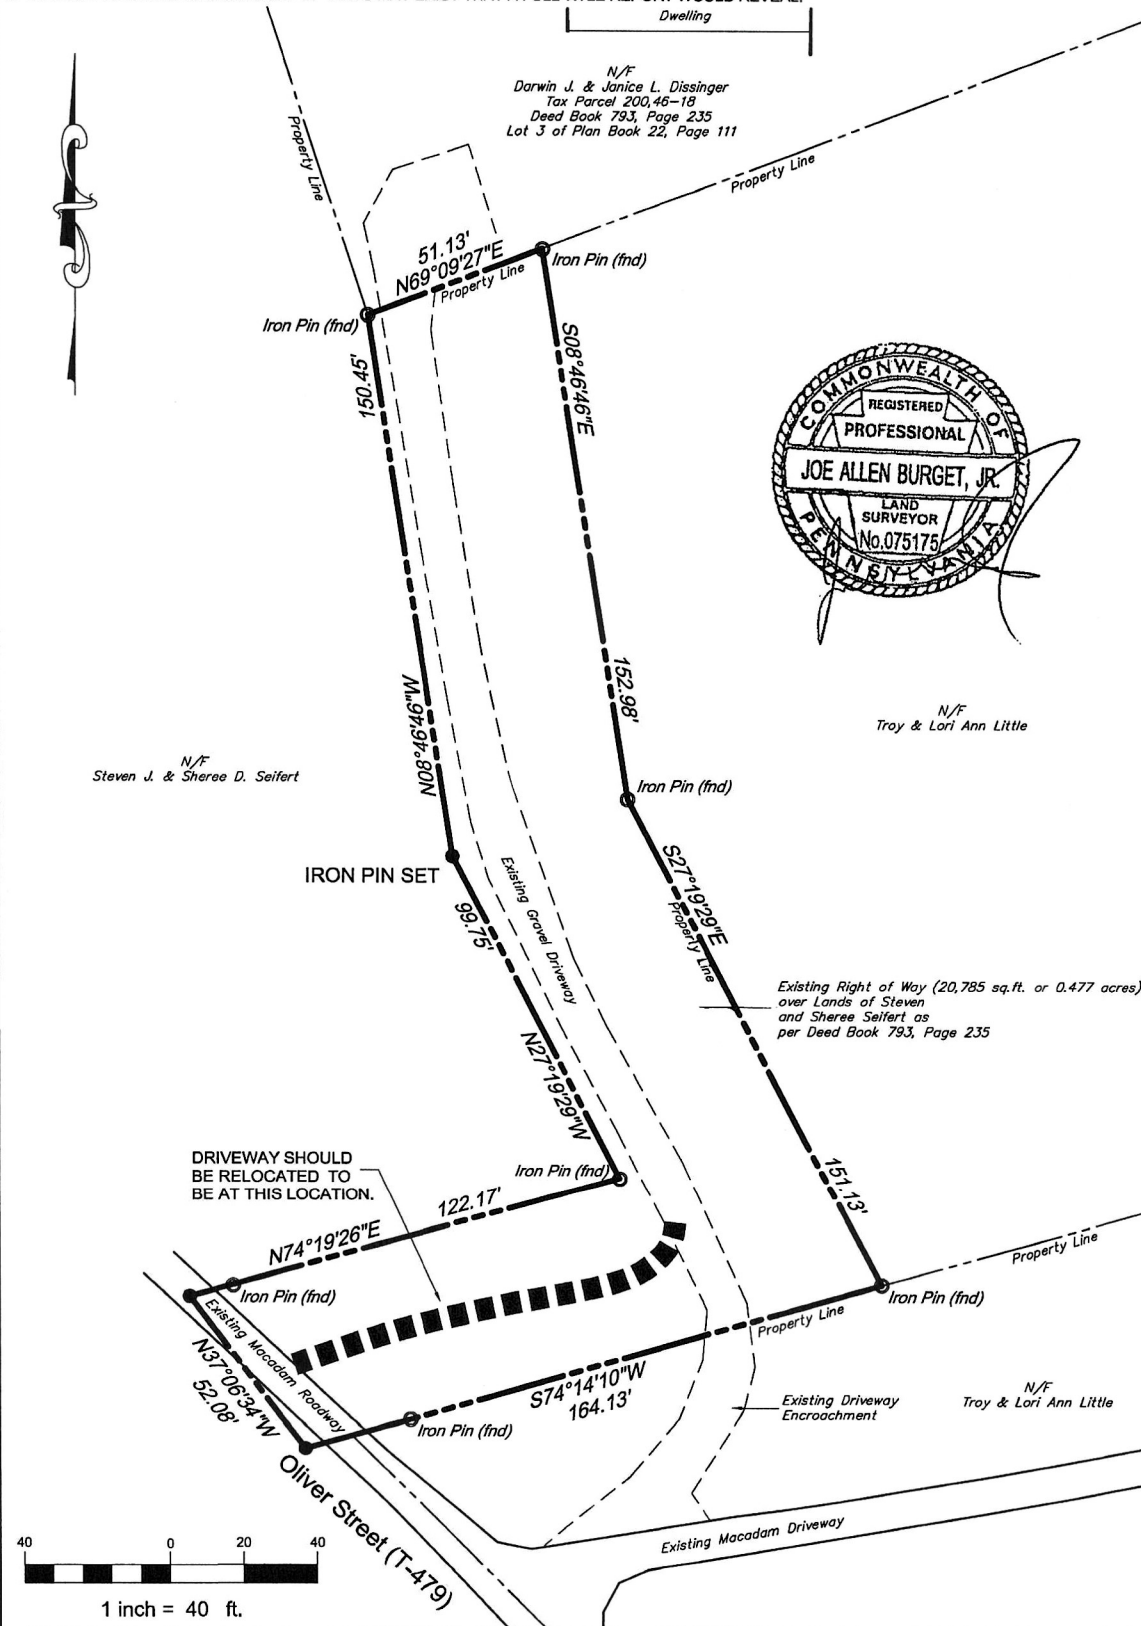 Dwelling
N/F
Darwin J. & Janice L. Dissinger
Tax Parcel 200,46-18
Deed Book 793, Page 235
Lot 3 of Plan Book 22, Page 111
Property Line
Property Line
51.13'
N69°09'27"E
Property Line
Iron Pin (fnd)
Iron Pin (fnd)
150.45'
S08°46'46"E
COMMONWEALTH OF
REGISTERED
PROFESSIONAL
JOE ALLEN BURGET, JR.
LAND
SURVEYOR
No.075175
PENNSYLVANIA
152.98'
N08°46'46"W
N/F
Troy & Lori Ann Little
N/F
Steven J. & Sheree D. Seifert
Iron Pin (fnd)
IRON PIN SET
S27°19'29"E
Property Line
99.75'
Existing Gravel Driveway
Existing Right of Way (20,785 sq.ft. or 0.477 acres)
over Lands of Steven
and Sheree Seifert as
per Deed Book 793, Page 235
N27°19'29"W
DRIVEWAY SHOULD
BE RELOCATED TO
BE AT THIS LOCATION.
Iron Pin (fnd)
151.13'
122.17'
N74°19'26"E
Property Line
Iron Pin (fnd)
Iron Pin (fnd)
Existing Macadam Roadway
Property Line
N37°06'34"W
52.08'
S74°14'10"W
164.13'
Existing Driveway
Encroachment
N/F
Troy & Lori Ann Little
Iron Pin (fnd)
Oliver Street (T-479)
Existing Macadam Driveway
40 0 20 40
1 inch = 40 ft.